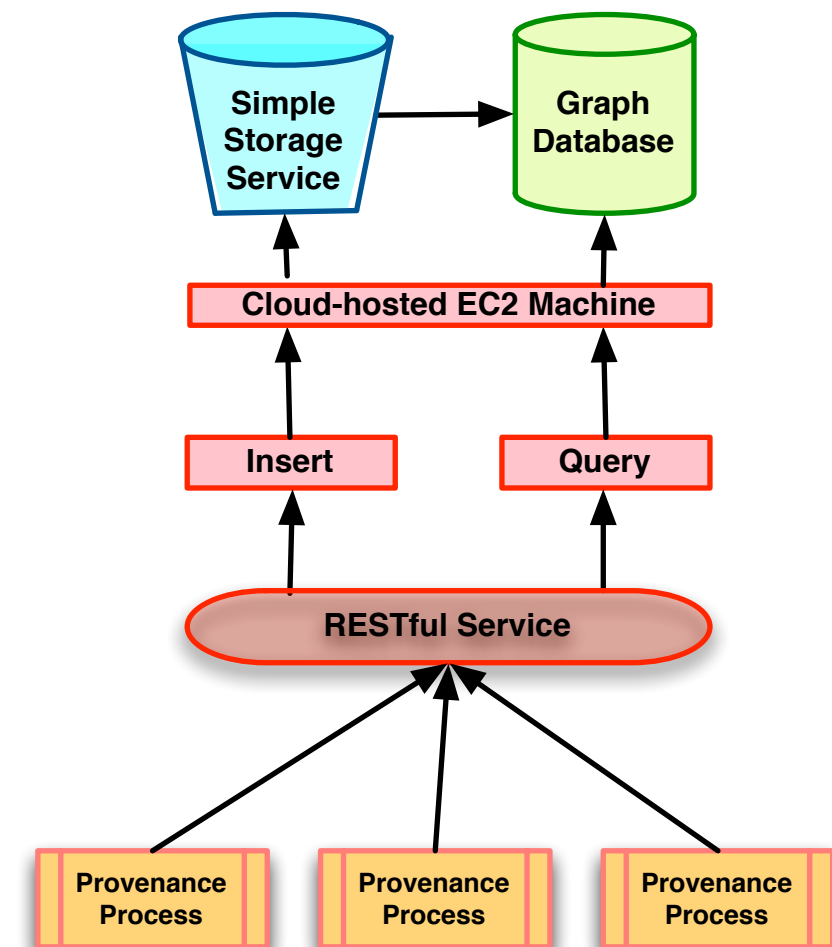 Simple
Storage
Service
Graph
Database
Cloud-hosted EC2 Machine
Insert
Query
RESTful Service
Provenance
Process
Provenance
Process
Provenance
Process